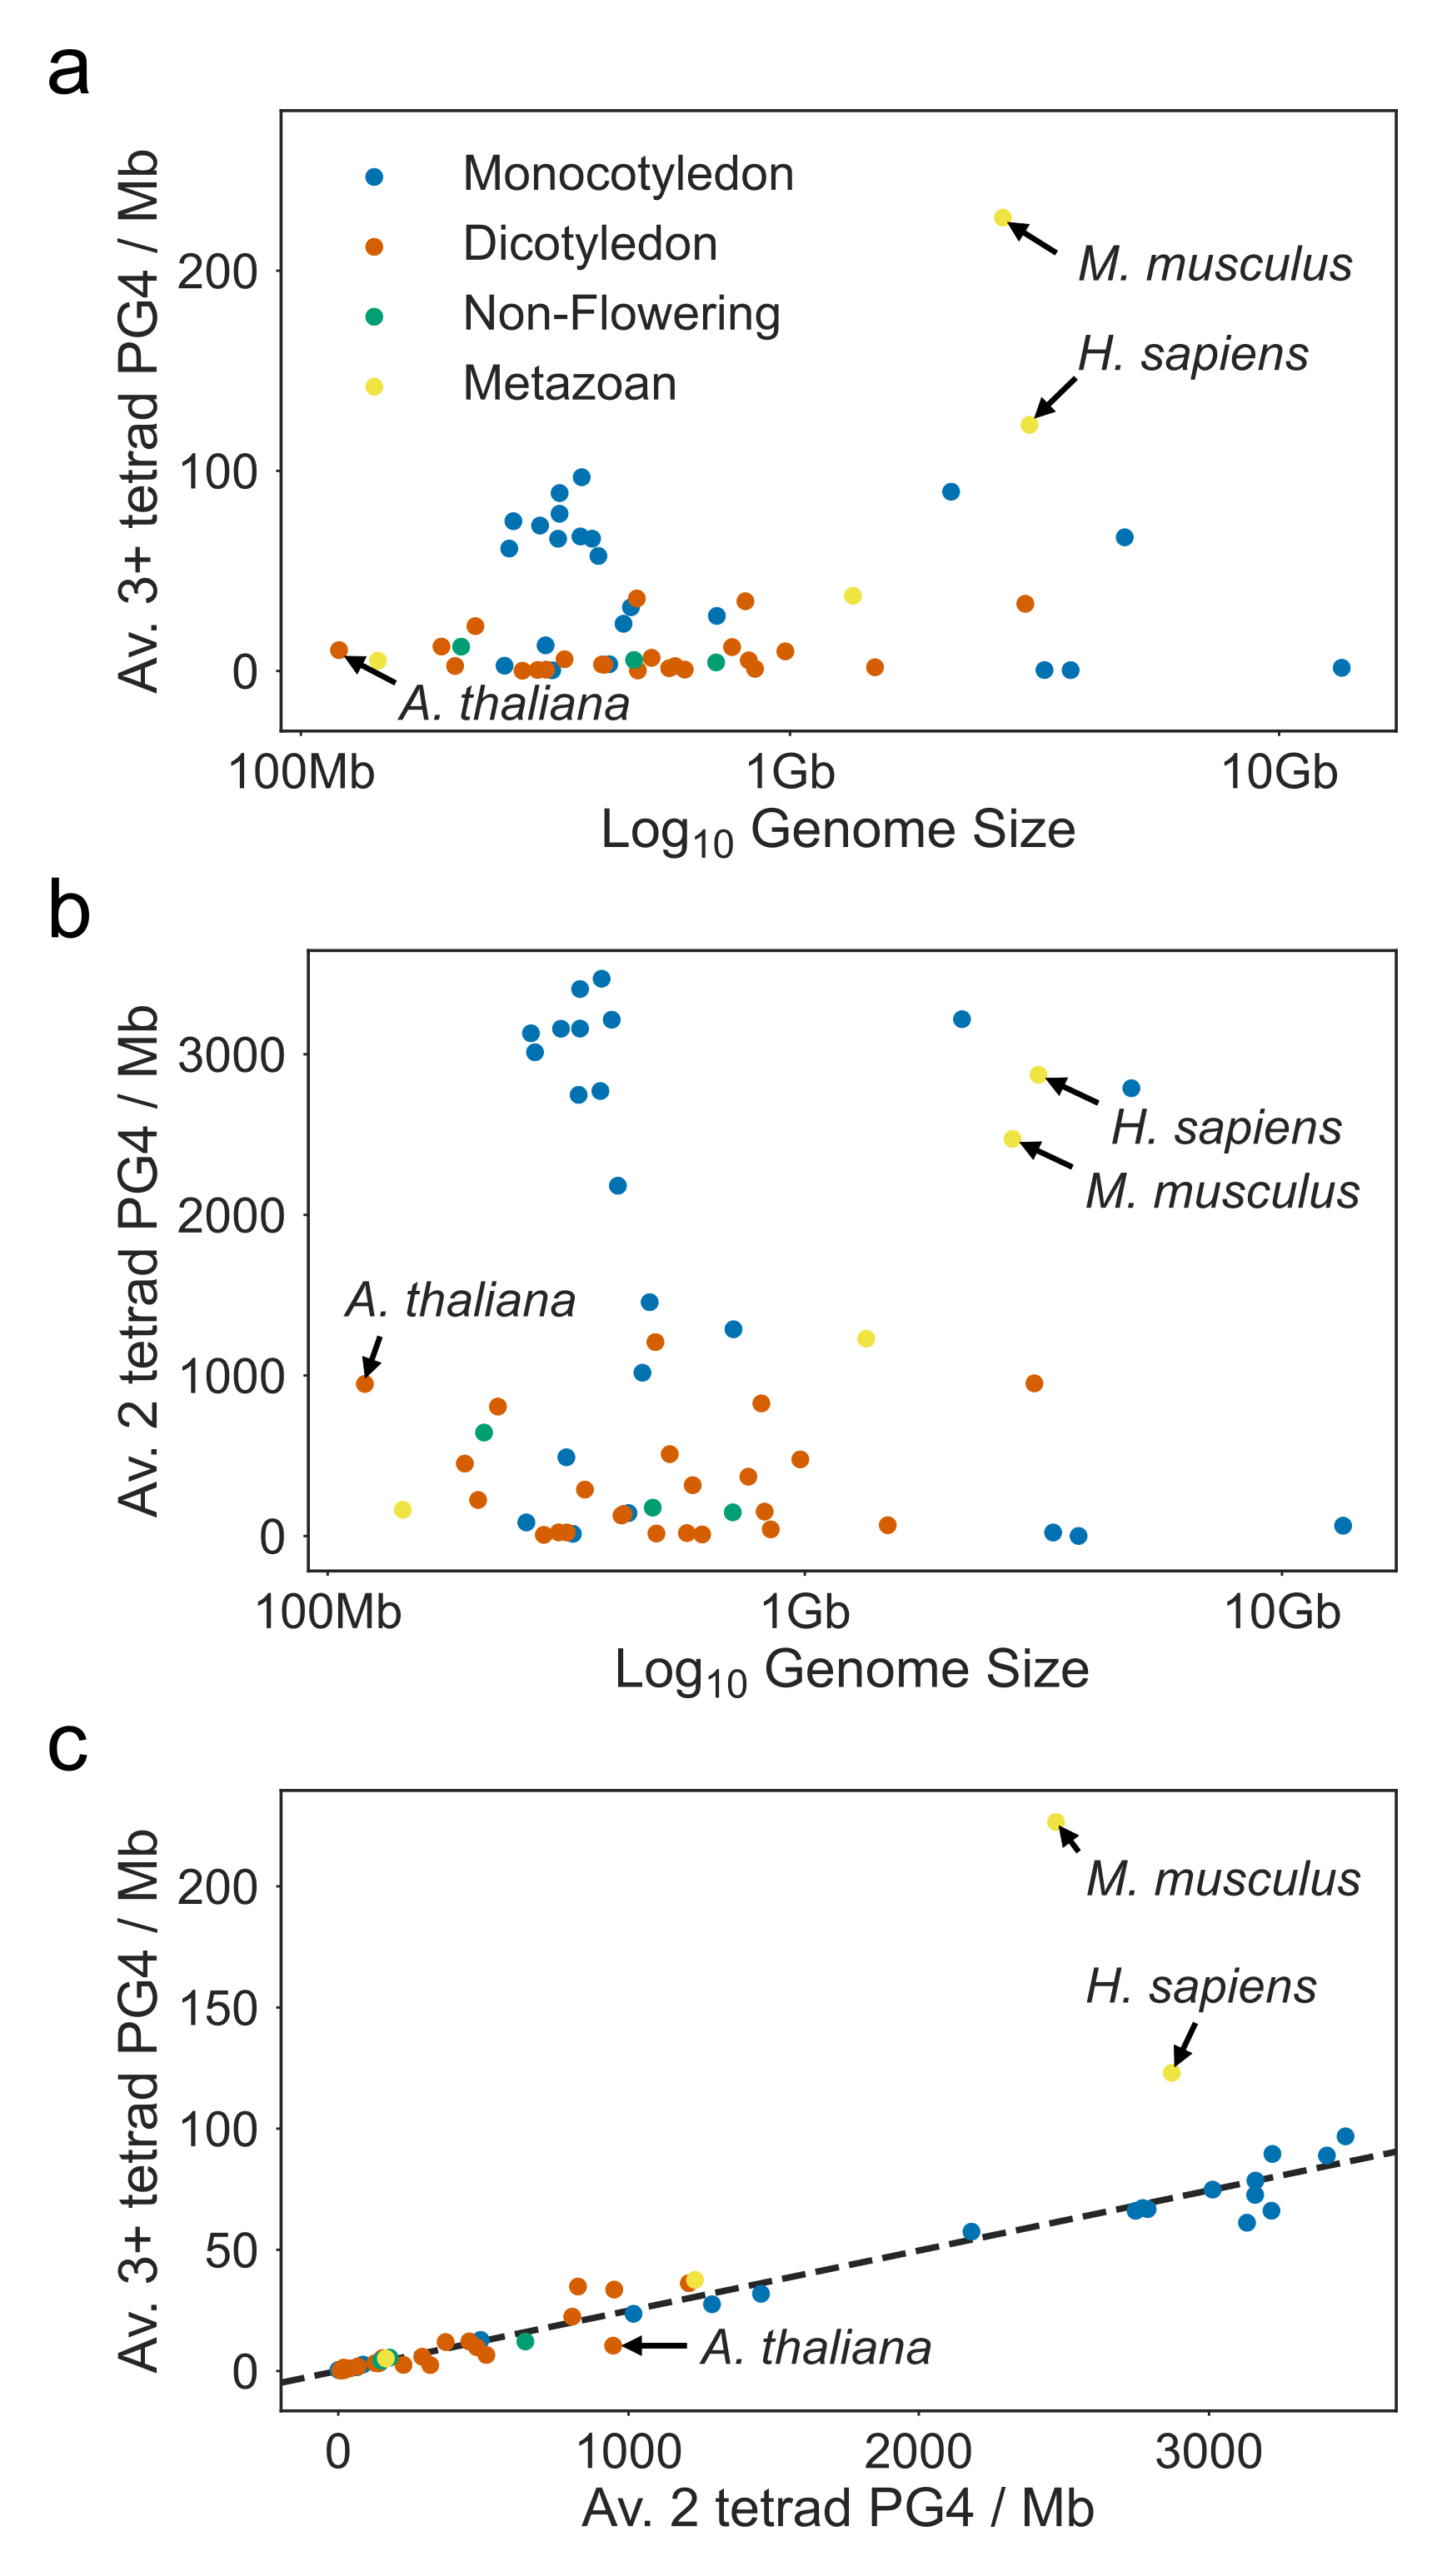 a
Av. 3+ tetrad PG4 / Mb
200
100
0
Monocotyledon
Dicotyledon
Non-Flowering
Metazoan
M. musculus
H. sapiens
A. thaliana
100Mb
1Gb
10Gb
Log10 Genome Size
b
Av. 2 tetrad PG4 / Mb
3000
2000
1000
0
H. sapiens
M. musculus
A. thaliana
100Mb
1Gb
10Gb
Log10 Genome Size
c
Av. 3+ tetrad PG4 / Mb
200
150
100
50
0
M. musculus
H. sapiens
A. thaliana
0
1000
2000
3000
Av. 2 tetrad PG4 / Mb